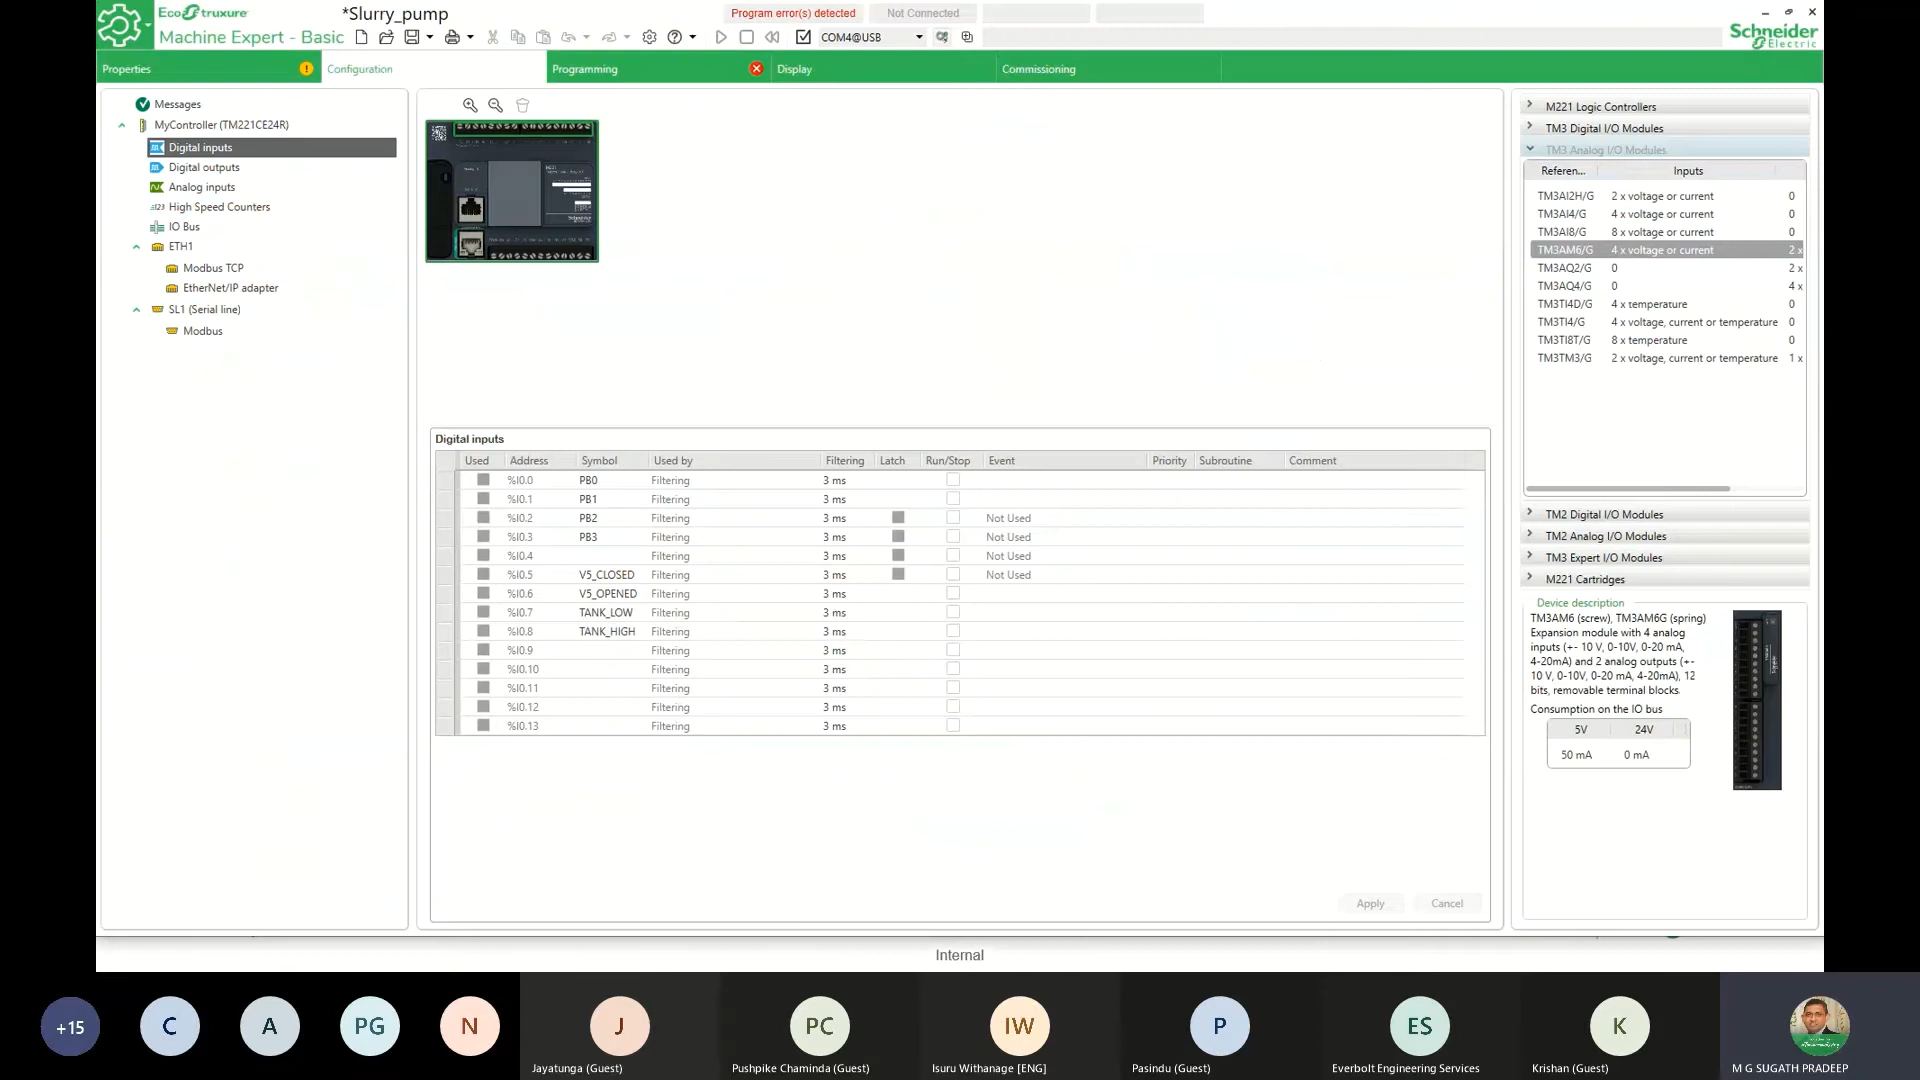 EcoStruxure
Machine Expert - Basic
*Slurry_pump
Program error(s) detected
Not Connected
COM4@USB
Schneider
Electric
Properties
Configuration
Programming
Display
Commissioning
Messages
MyController (TM221CE24R)
Digital inputs
Digital outputs
Analog inputs
High Speed Counters
IO Bus
ETH1
Modbus TCP
EtherNet/IP adapter
SL1 (Serial line)
Modbus
Digital inputs
Used Address Symbol Used by Filtering Latch Run/Stop Event Priority Subroutine Comment
%I0.0 PB0 Filtering 3 ms
%I0.1 PB1 Filtering 3 ms
%I0.2 PB2 Filtering 3 ms Not Used
%I0.3 PB3 Filtering 3 ms Not Used
%I0.4 Filtering 3 ms Not Used
%I0.5 V5_CLOSED Filtering 3 ms Not Used
%I0.6 V5_OPENED Filtering 3 ms
%I0.7 TANK_LOW Filtering 3 ms
%I0.8 TANK_HIGH Filtering 3 ms
%I0.9 Filtering 3 ms
%I0.10 Filtering 3 ms
%I0.11 Filtering 3 ms
%I0.12 Filtering 3 ms
%I0.13 Filtering 3 ms
Apply Cancel
M221 Logic Controllers
TM3 Digital I/O Modules
TM3 Analog I/O Modules
Referen... Inputs
TM3AI2H/G 2 x voltage or current 0
TM3AI4/G 4 x voltage or current 0
TM3AI8/G 8 x voltage or current 0
TM3AM6/G 4 x voltage or current 2 x
TM3AQ2/G 0 2 x
TM3AQ4/G 0 4 x
TM3TI4D/G 4 x temperature 0
TM3TI4/G 4 x voltage, current or temperature 0
TM3TI8T/G 8 x temperature 0
TM3TM3/G 2 x voltage, current or temperature 1 x
TM2 Digital I/O Modules
TM2 Analog I/O Modules
TM3 Expert I/O Modules
M221 Cartridges
Device description
TM3AM6 (screw), TM3AM6G (spring)
Expansion module with 4 analog
inputs (+- 10 V, 0-10V, 0-20 mA,
4-20mA) and 2 analog outputs (+-
10 V, 0-10V, 0-20 mA, 4-20mA), 12
bits, removable terminal blocks.
Consumption on the IO bus
5V 24V
50 mA 0 mA
Internal
+15
C
A
PG
N
J
PC
IW
P
ES
K
Jayatunga (Guest)
Pushpike Chaminda (Guest)
Isuru Withanage [ENG]
Pasindu (Guest)
Everbolt Engineering Services
Krishan (Guest)
M G SUGATH PRADEEP